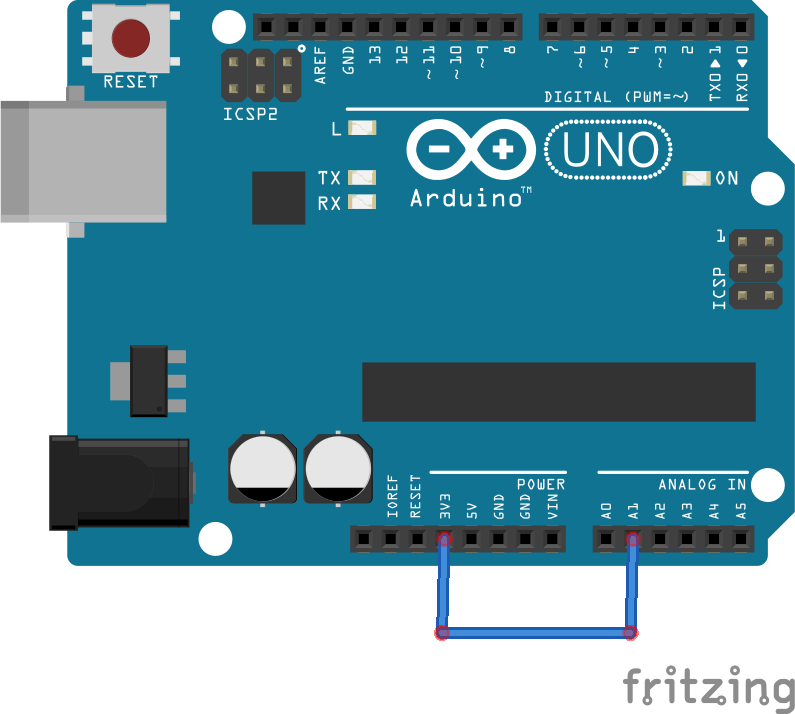 RESET
ICSP2
AREF
GND
13
12
~11
~10
~9
8
7
~6
~5
4
~3
2
TX0▶1
RX0◀0
DIGITAL (PWM=~)
L
TX
RX
Arduino™
UNO
ON
1
ICSP
POWER
ANALOG IN
IOREF
RESET
3V3
5V
GND
GND
VIN
A0
A1
A2
A3
A4
A5
fritzing